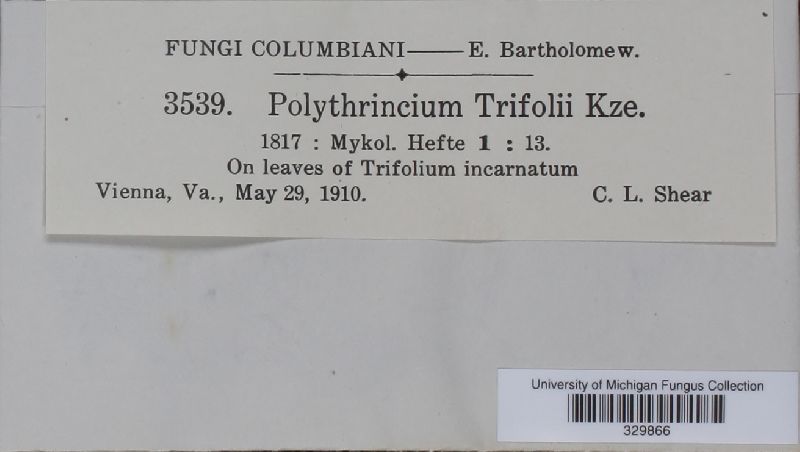 FUNGI COLUMBIANI——E. Bartholomew.
3539. Polythrincium Trifolii Kze.
1817 : Mykol. Hefte 1 : 13.
On leaves of Trifolium incarnatum
Vienna, Va., May 29, 1910. C. L. Shear
University of Michigan Fungus Collection
329866